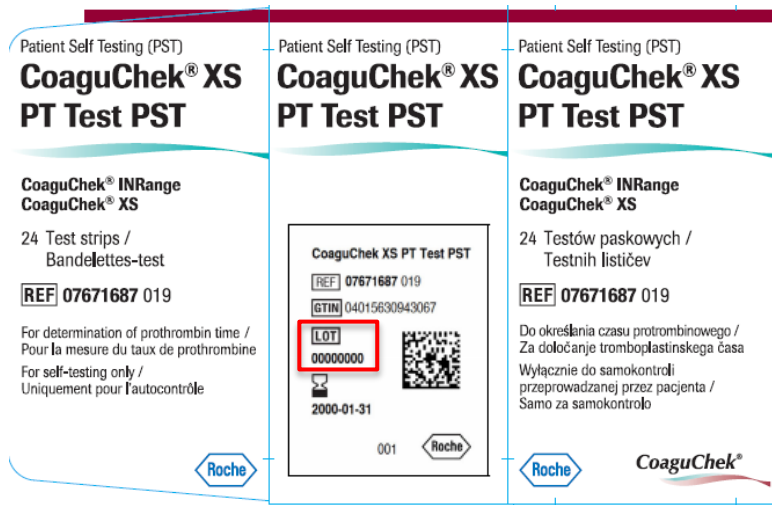 Patient Self Testing (PST)
CoaguChek® XS
PT Test PST
CoaguChek® INRange
CoaguChek® XS
24 Test strips /
Bandelettes-test
REF 07671687 019
For determination of prothrombin time /
Pour la mesure du taux de prothrombine
For self-testing only /
Uniquement pour l'autocontrôle
Roche
Patient Self Testing (PST)
CoaguChek® XS
PT Test PST
CoaguChek XS PT Test PST
REF 07671687 019
GTIN 04015630943067
LOT
00000000
2000-01-31
001
Roche
Patient Self Testing (PST)
CoaguChek® XS
PT Test PST
CoaguChek® INRange
CoaguChek® XS
24 Testów paskowych /
Testnih lističev
REF 07671687 019
Do określania czasu protrombinowego /
Za določanje tromboplastinskega časa
Wyłącznie do samokontroli
przeprowadzanej przez pacjenta /
Samo za samokontrolo
Roche
CoaguChek®